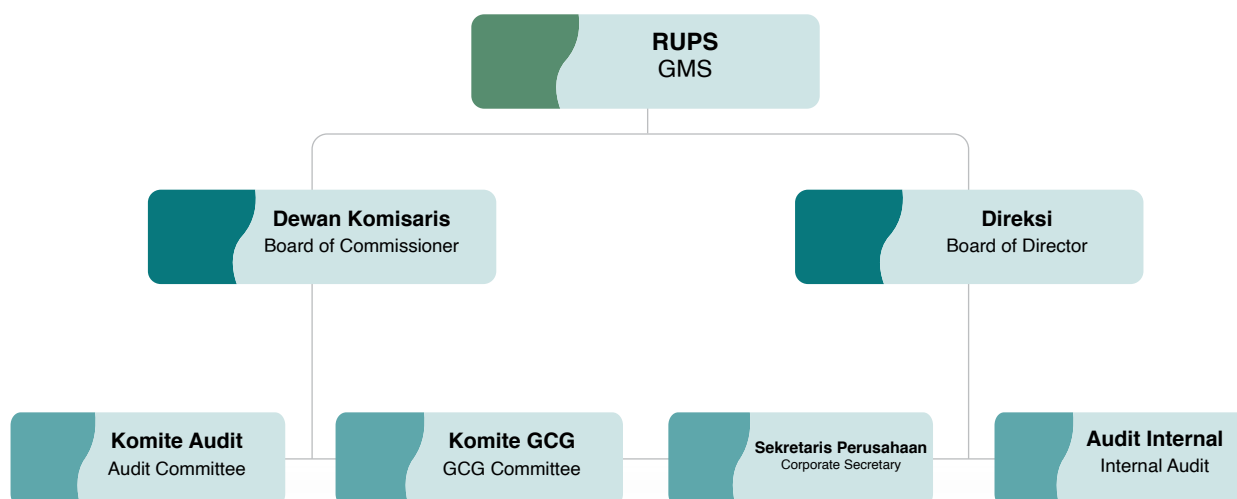 RUPS
GMS
Dewan Komisaris
Board of Commissioner
Direksi
Board of Director
Komite Audit
Audit Committee
Komite GCG
GCG Committee
Sekretaris Perusahaan
Corporate Secretary
Audit Internal
Internal Audit